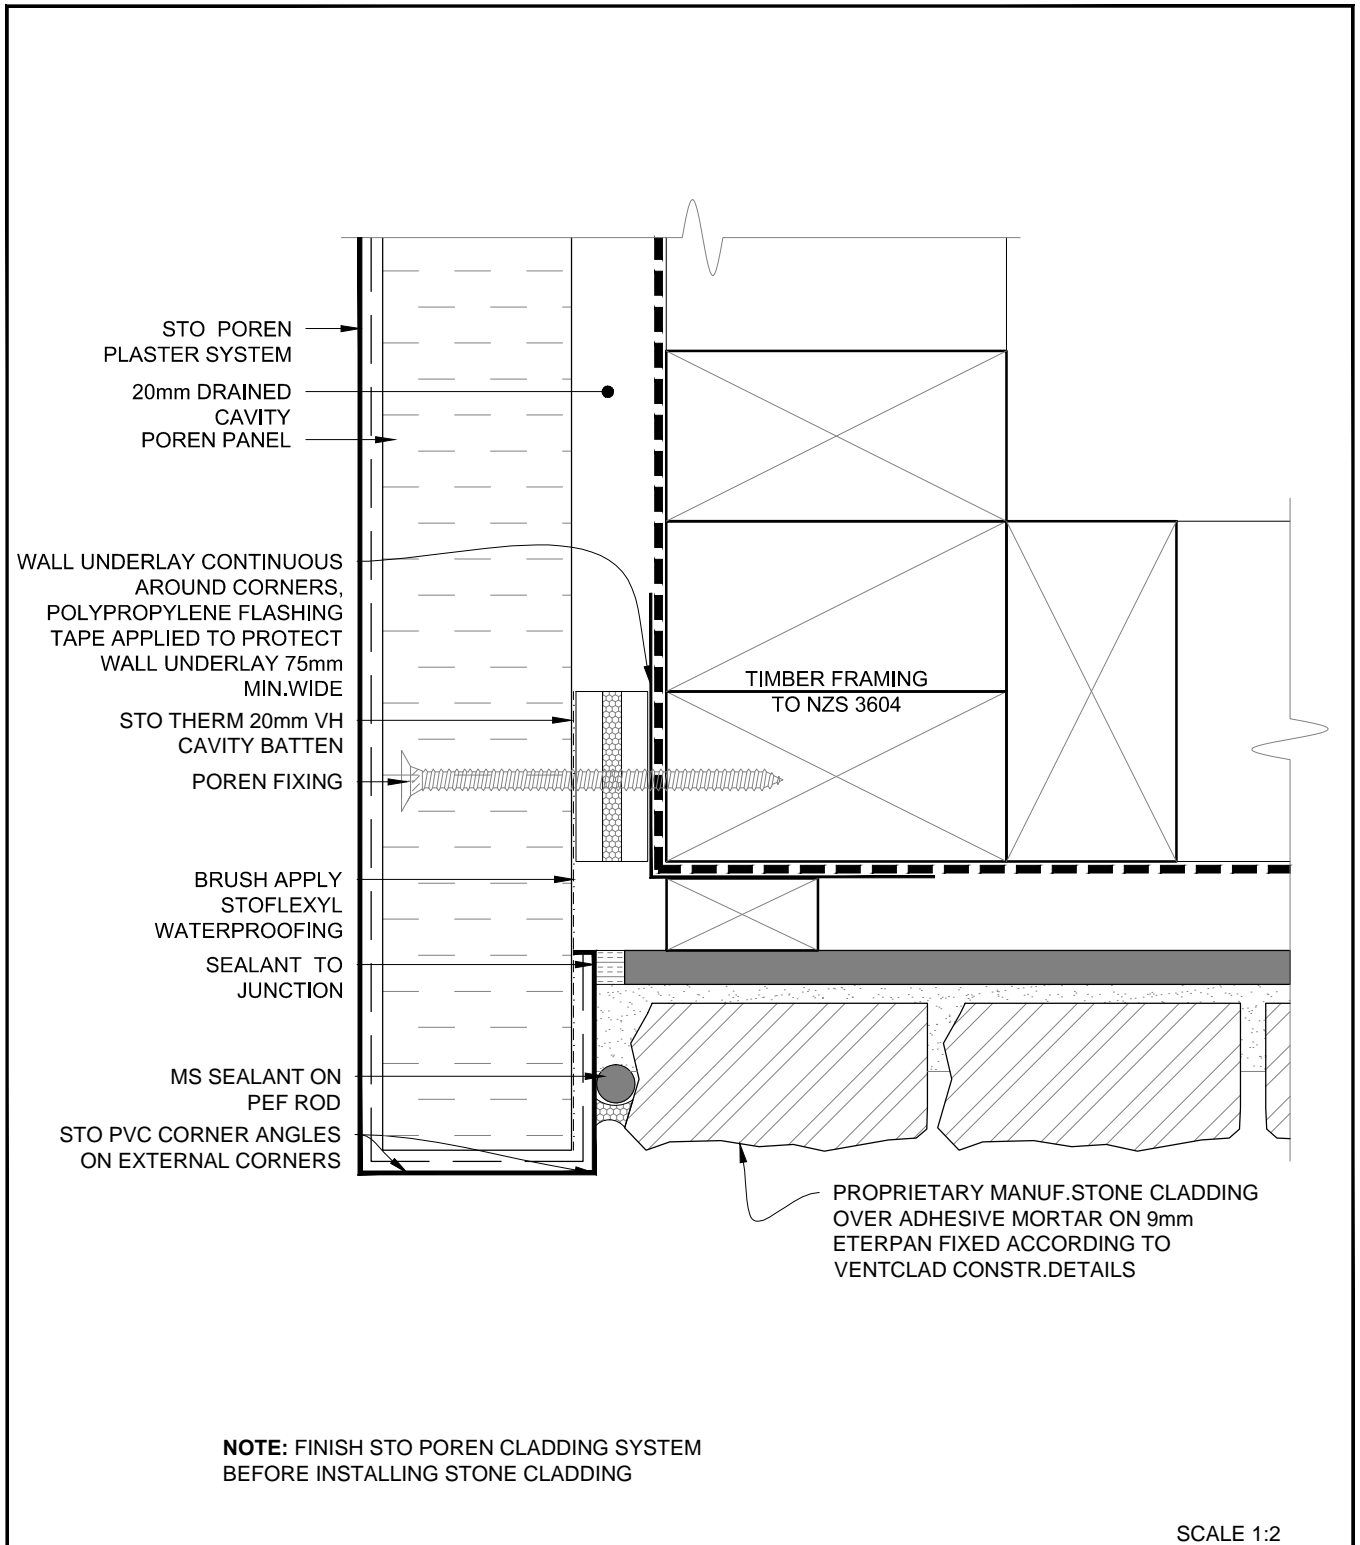 STO POREN
PLASTER SYSTEM
20mm DRAINED
CAVITY
POREN PANEL
WALL UNDERLAY CONTINUOUS
AROUND CORNERS,
POLYPROPYLENE FLASHING
TAPE APPLIED TO PROTECT
WALL UNDERLAY 75mm
MIN.WIDE
TIMBER FRAMING
TO NZS 3604
STO THERM 20mm VH
CAVITY BATTEN
POREN FIXING
BRUSH APPLY
STOFLEXYL
WATERPROOFING
SEALANT TO
JUNCTION
MS SEALANT ON
PEF ROD
STO PVC CORNER ANGLES
ON EXTERNAL CORNERS
PROPRIETARY MANUF.STONE CLADDING
OVER ADHESIVE MORTAR ON 9mm
ETERPAN FIXED ACCORDING TO
VENTCLAD CONSTR.DETAILS
NOTE: FINISH STO POREN CLADDING SYSTEM
BEFORE INSTALLING STONE CLADDING
SCALE 1:2